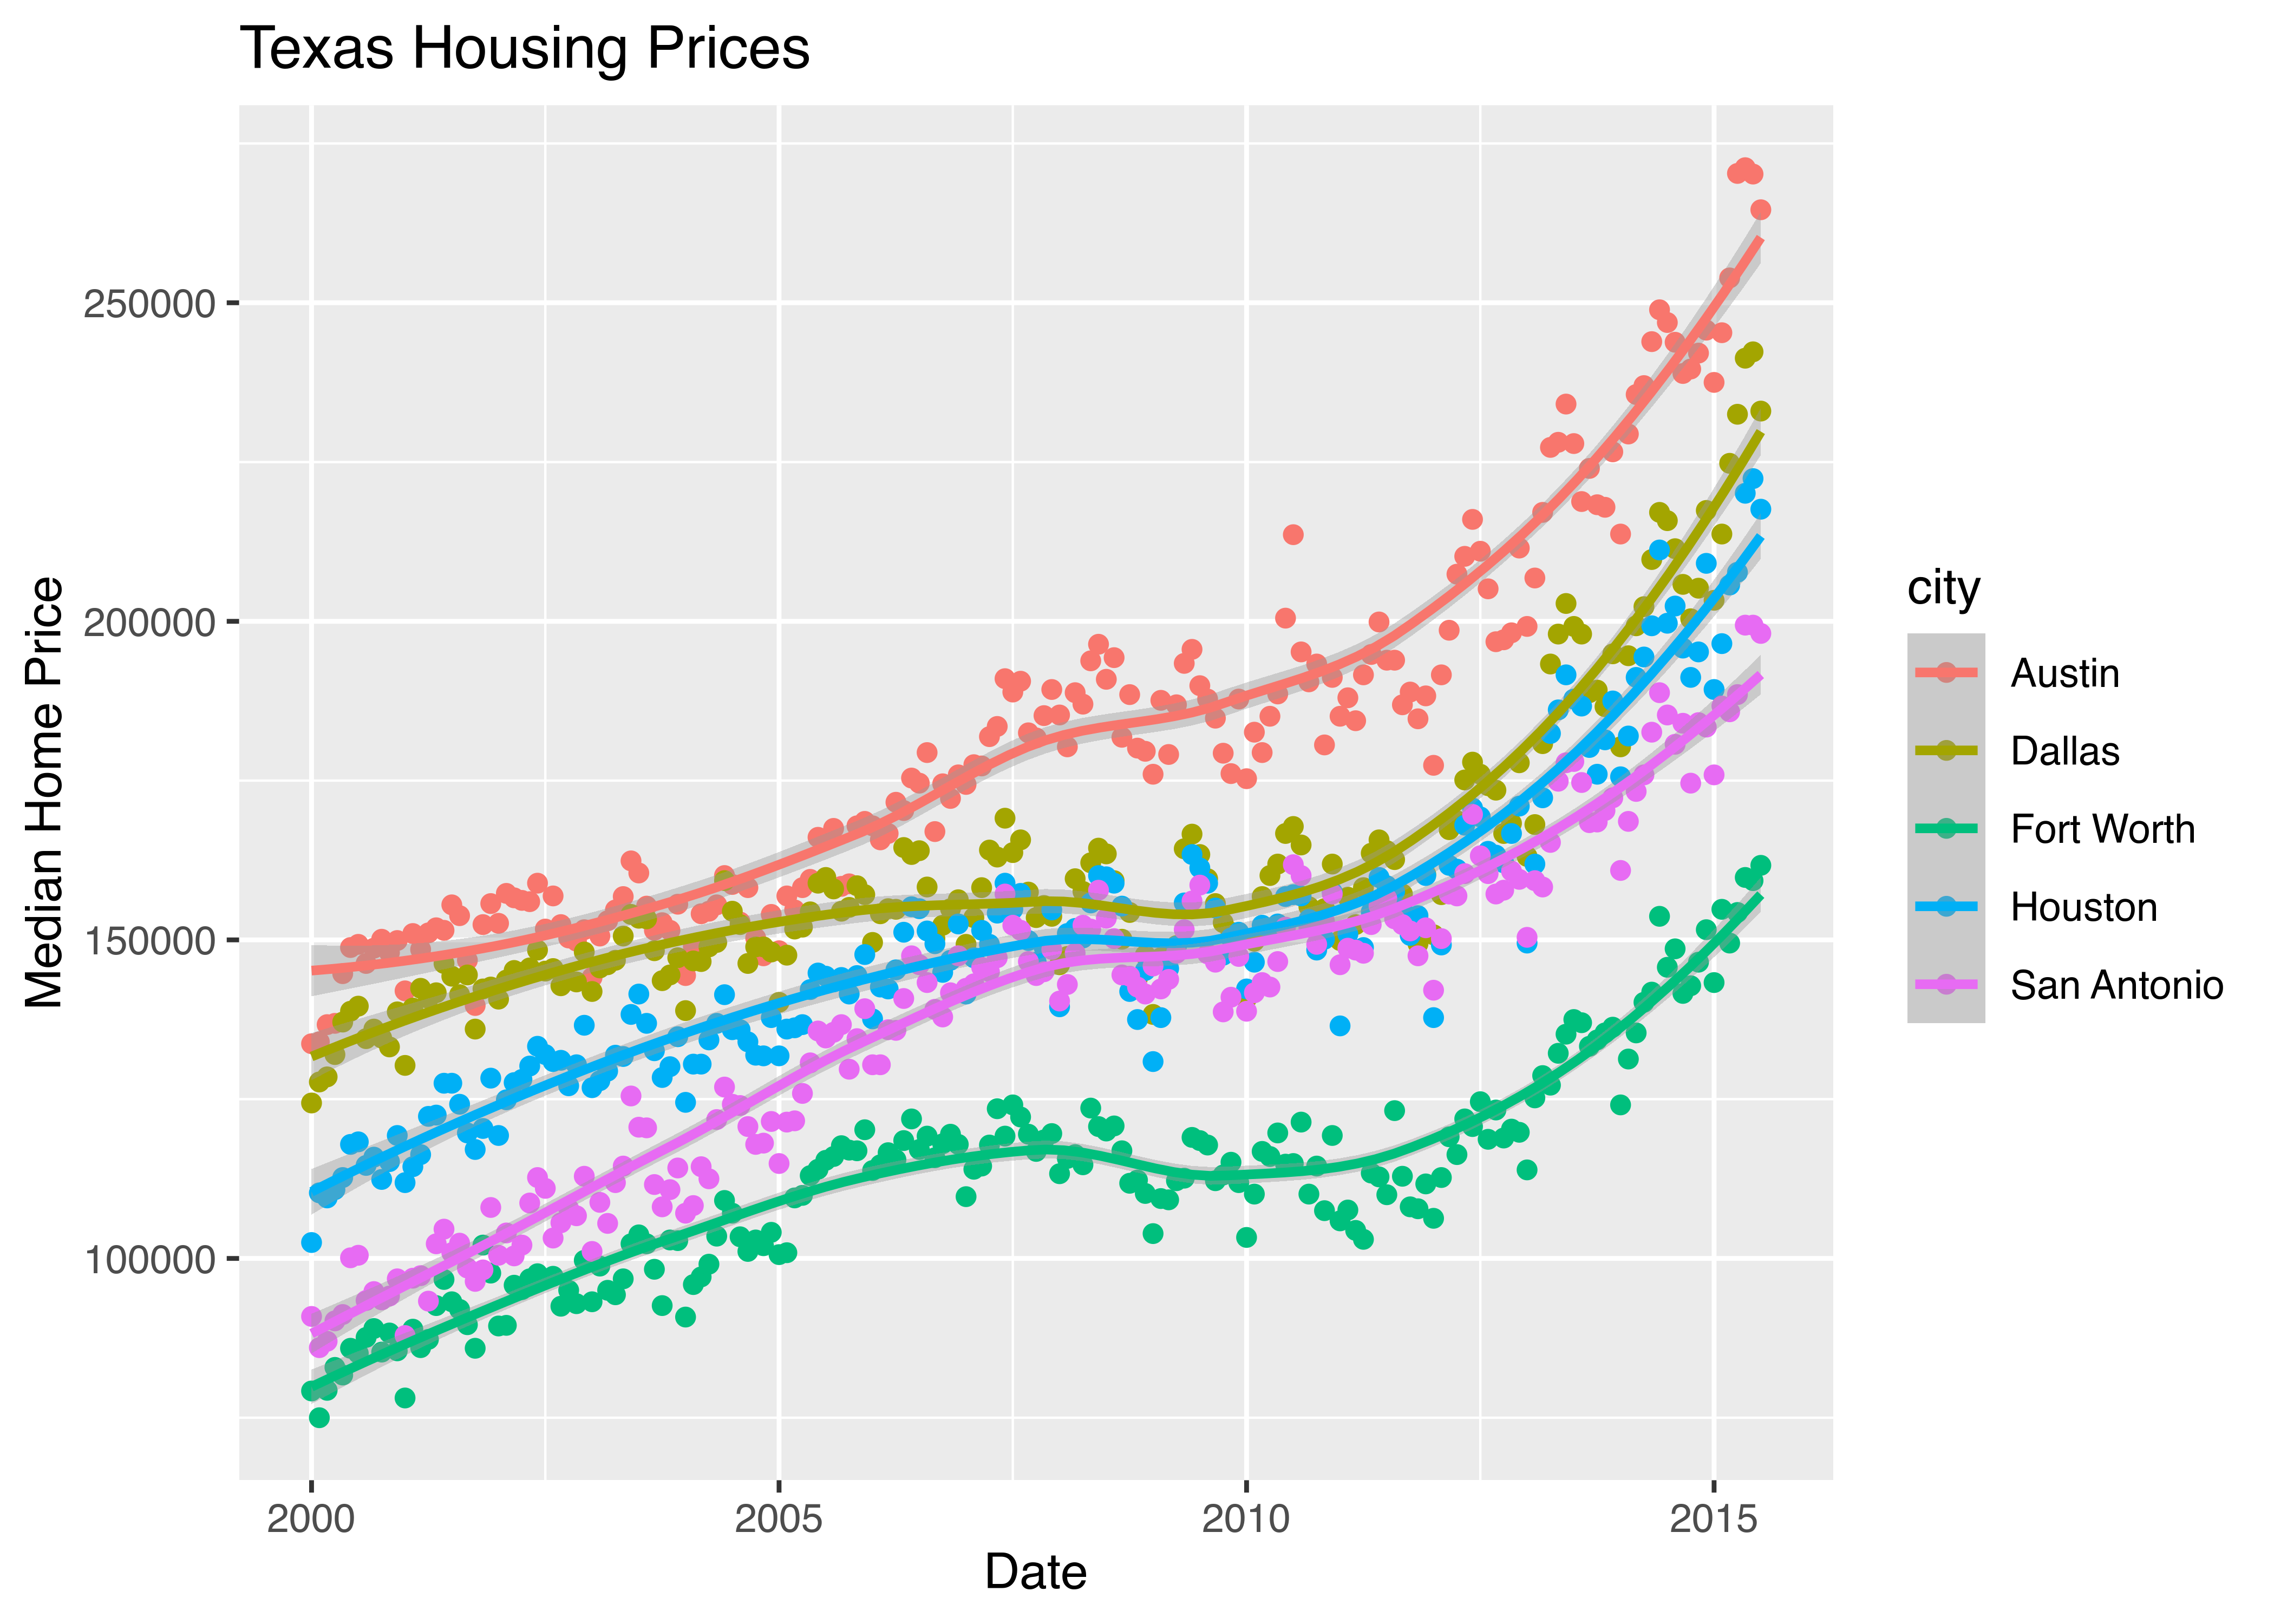 Texas Housing Prices
Median Home Price
250000
200000
150000
100000
2000 2005 2010 2015
Date
city
Austin
Dallas
Fort Worth
Houston
San Antonio